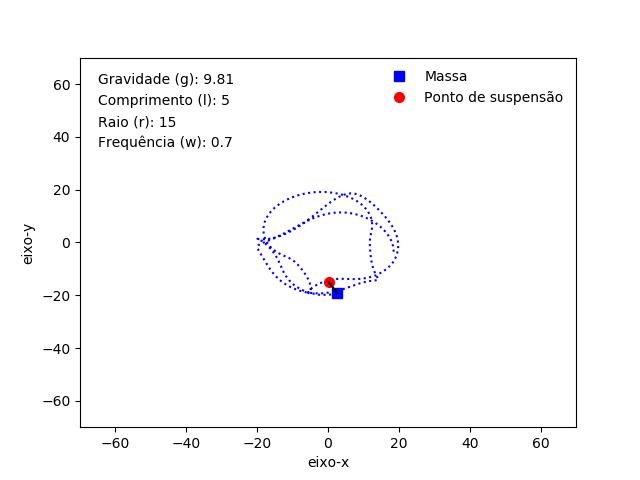 Gravidade (g): 9.81
Comprimento (l): 5
Raio (r): 15
Frequência (w): 0.7
Massa
Ponto de suspensão
60
40
20
0
−20
−40
−60
eixo-y
−60
−40
−20
0
20
40
60
eixo-x